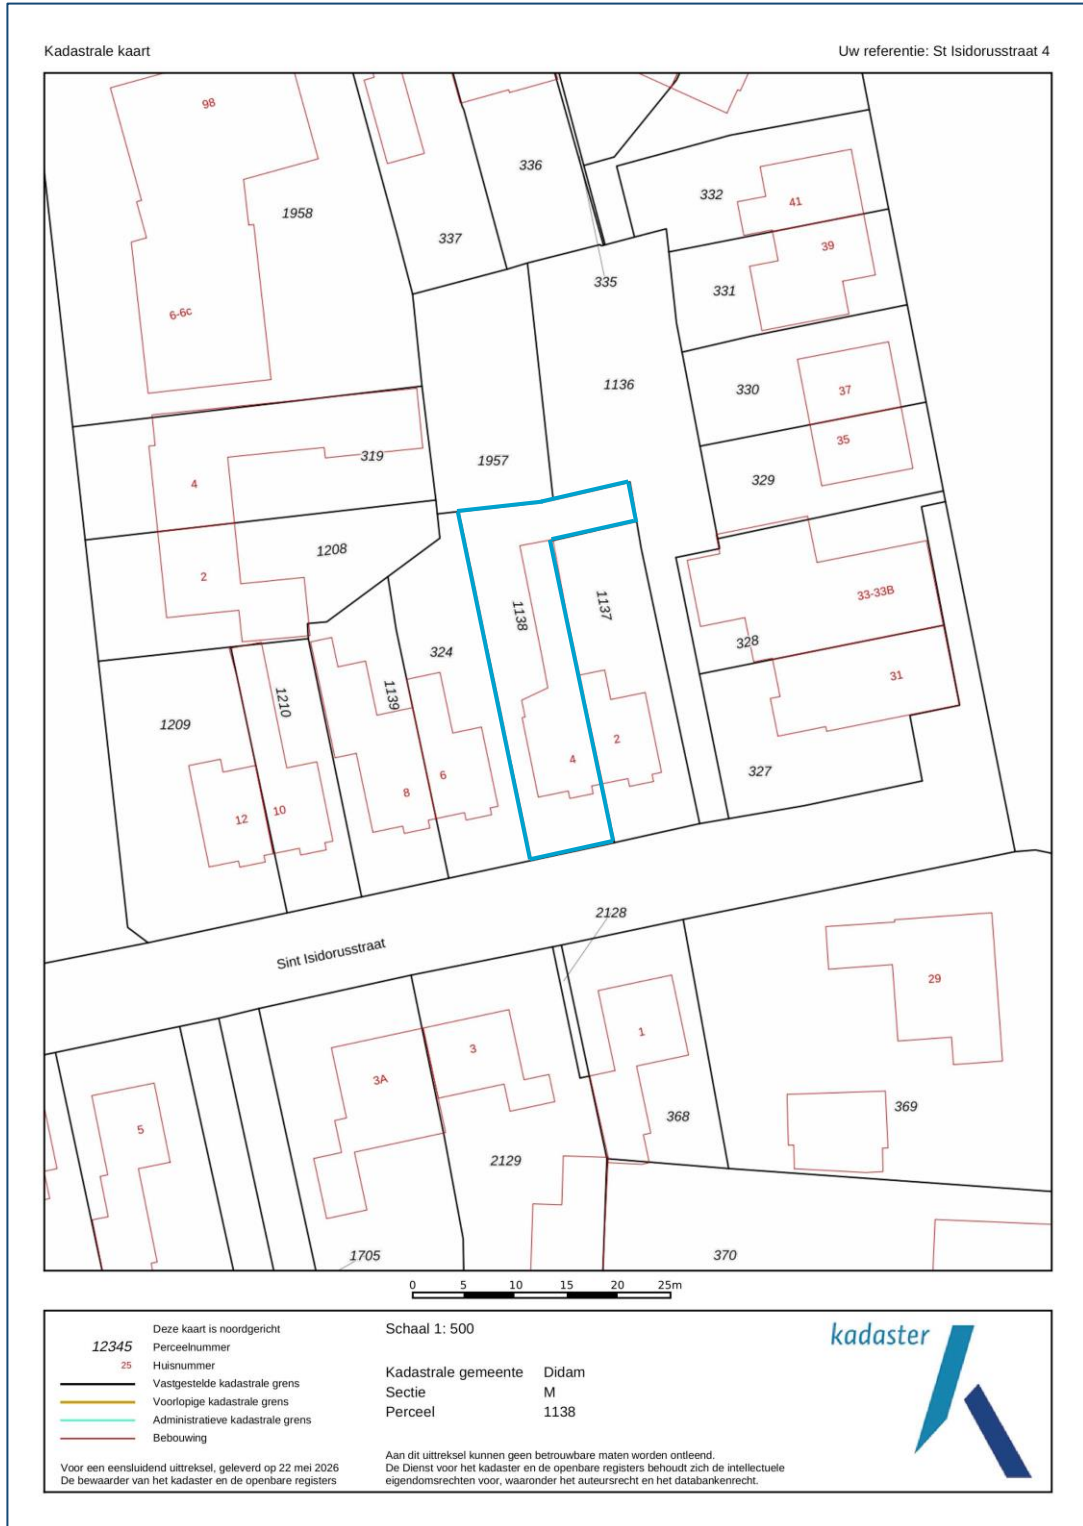 Kadastrale kaart
Uw referentie: St Isidorusstraat 4
98
1958
336
337
332
41
39
335
331
6-6c
1136
330
37
35
319
1957
329
4
1208
2
1138
1137
33-33B
328
324
1139
1210
1209
31
2
4
327
6
8
10
12
2128
Sint Isidorusstraat
29
1
3
3A
369
368
5
2129
1705
370
0 5 10 15 20 25m
Deze kaart is noordgericht
12345 Perceelnummer
25 Huisnummer
Vastgestelde kadastrale grens
Voorlopige kadastrale grens
Administratieve kadastrale grens
Bebouwing
Voor een eensluidend uittreksel, geleverd op 22 mei 2026
De bewaarder van het kadaster en de openbare registers
Schaal 1: 500
Kadastrale gemeente Didam
Sectie M
Perceel 1138
Aan dit uittreksel kunnen geen betrouwbare maten worden ontleend.
De Dienst voor het kadaster en de openbare registers behoudt zich de intellectuele
eigendomsrechten voor, waaronder het auteursrecht en het databankenrecht.
kadaster